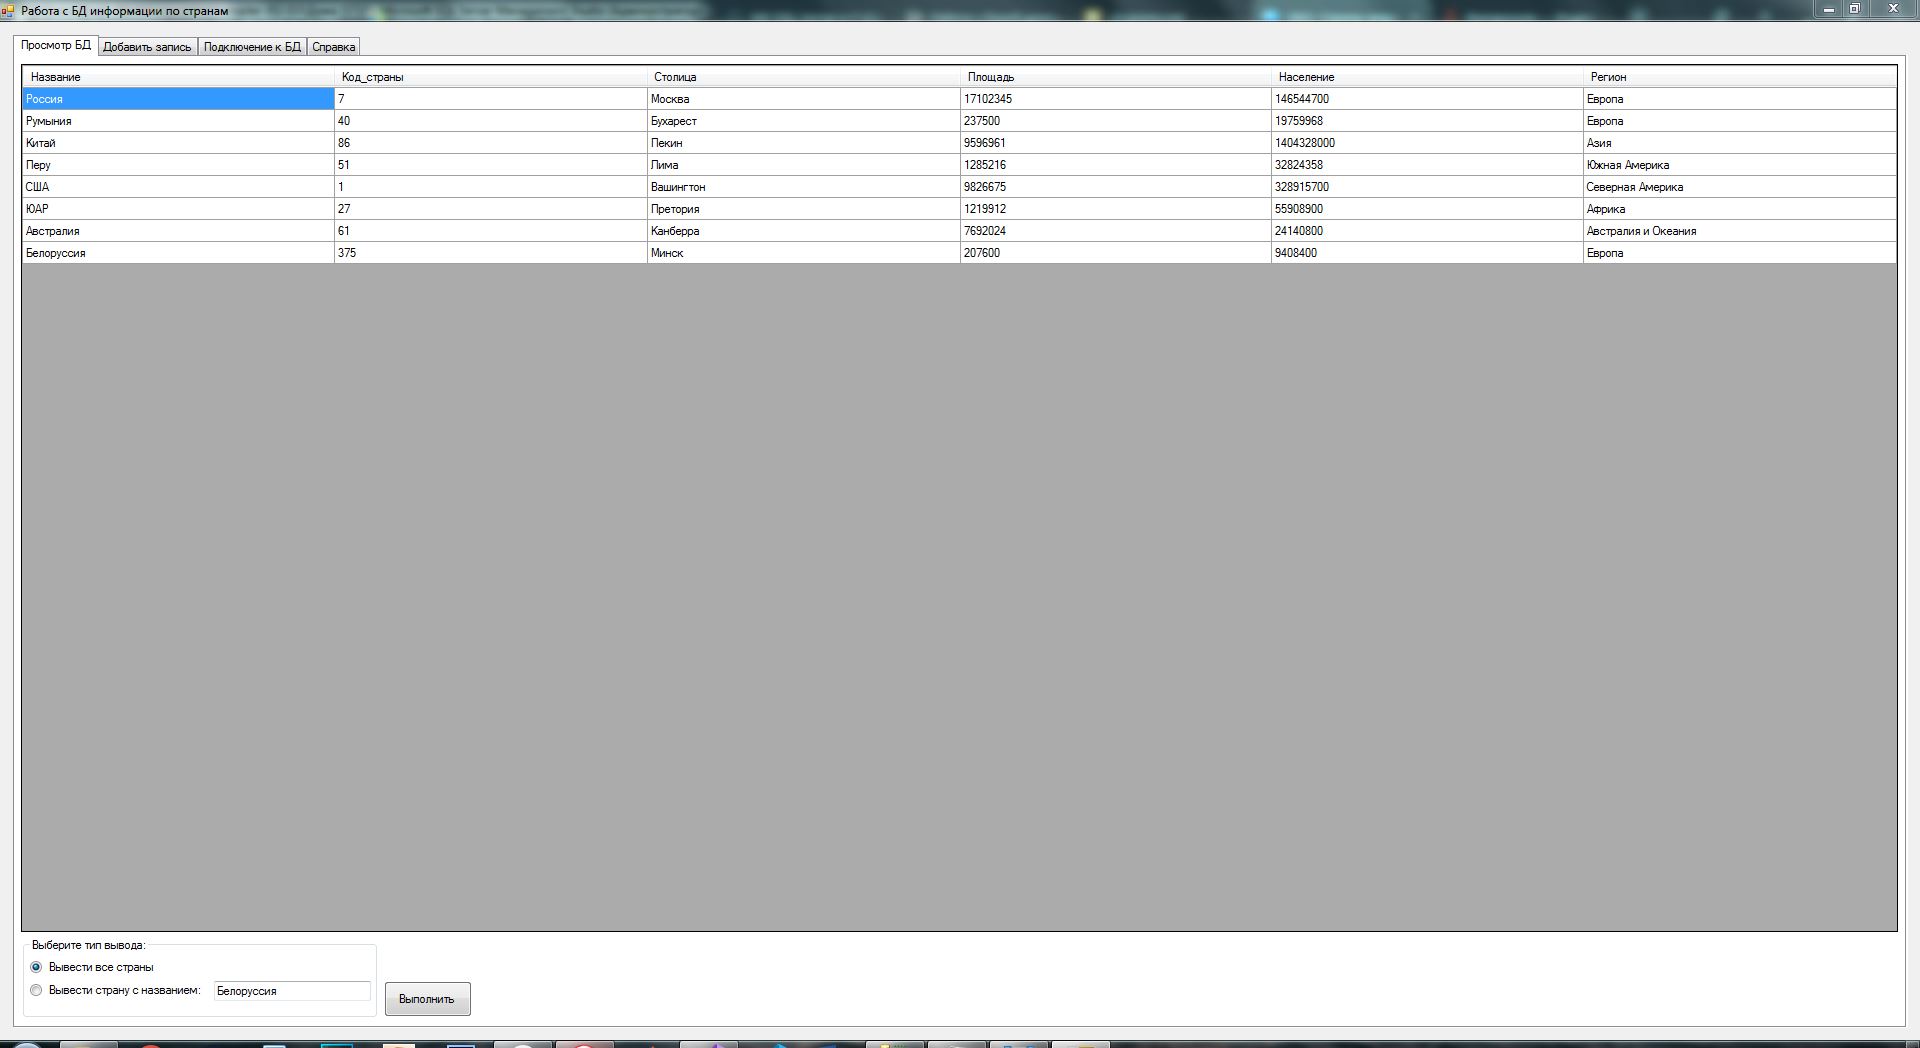 Работа с БД информации по странам
Просмотр БД Добавить запись Подключение к БД Справка
Название Код_страны Столица Площадь Население Регион
Россия 7 Москва 17102345 146544700 Европа
Румыния 40 Бухарест 237500 19759968 Европа
Китай 86 Пекин 9596961 1404328000 Азия
Перу 51 Лима 1285216 32824358 Южная Америка
США 1 Вашингтон 9826675 328915700 Северная Америка
ЮАР 27 Претория 1219912 55908900 Африка
Австралия 61 Канберра 7692024 24140800 Австралия и Океания
Белоруссия 375 Минск 207600 9408400 Европа
Выберите тип вывода:
Вывести все страны
Вывести страну с названием: Белоруссия
Выполнить